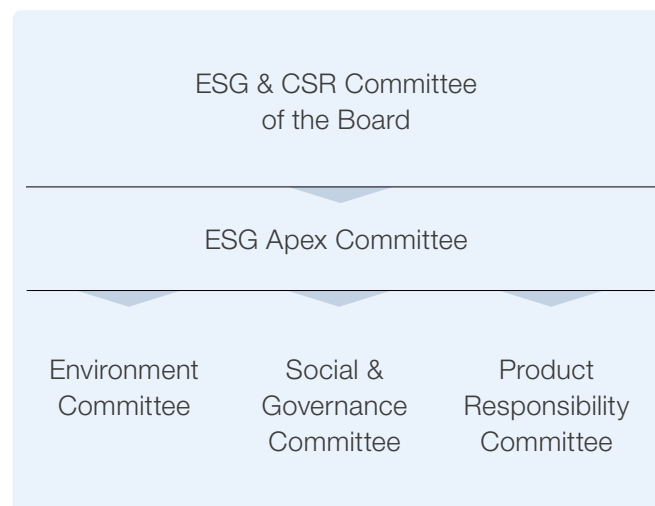 ESG & CSR Committee
of the Board
ESG Apex Committee
Environment
Committee
Social &
Governance
Committee
Product
Responsibility
Committee